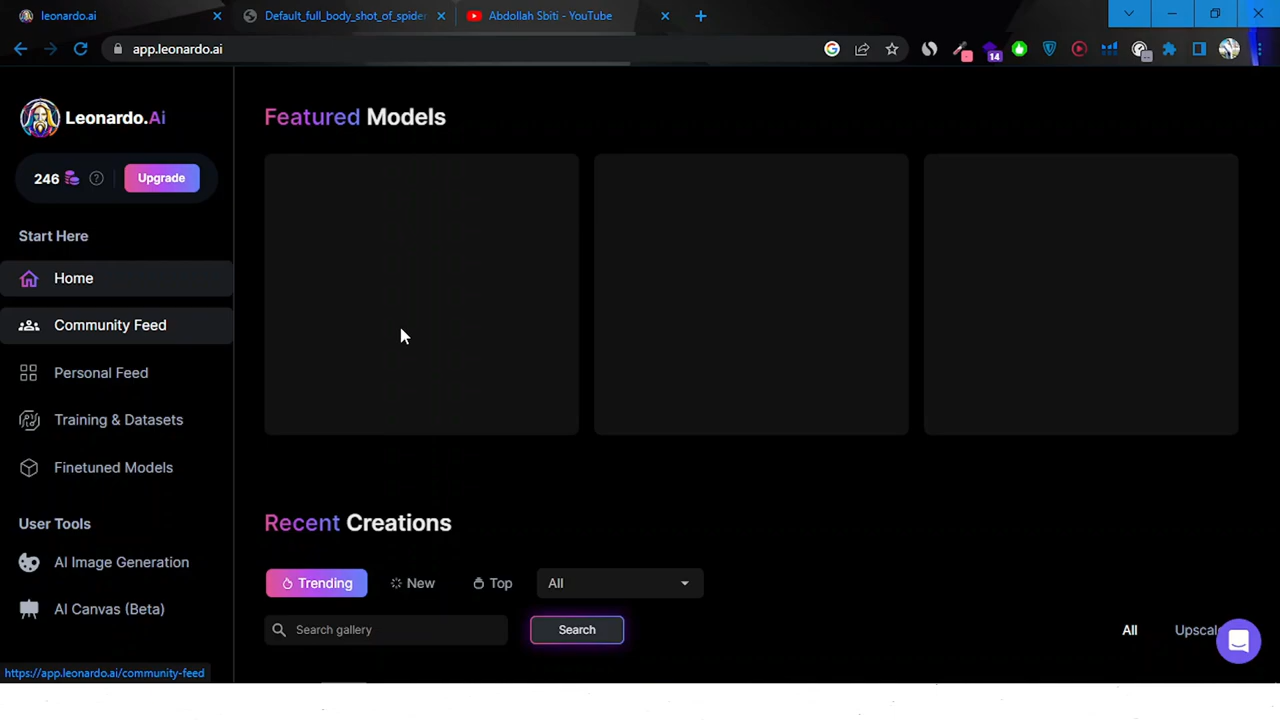 leonardo.ai
Default_full_body_shot_of_spider
Abdollah Sbiti - YouTube
app.leonardo.ai
14
Leonardo.Ai
246
Upgrade
Start Here
Home
Community Feed
Personal Feed
Training & Datasets
Finetuned Models
User Tools
AI Image Generation
AI Canvas (Beta)
https://app.leonardo.ai/community-feed
Featured Models
Recent Creations
Trending
New
Top
All
Search gallery
Search
All
Upscal